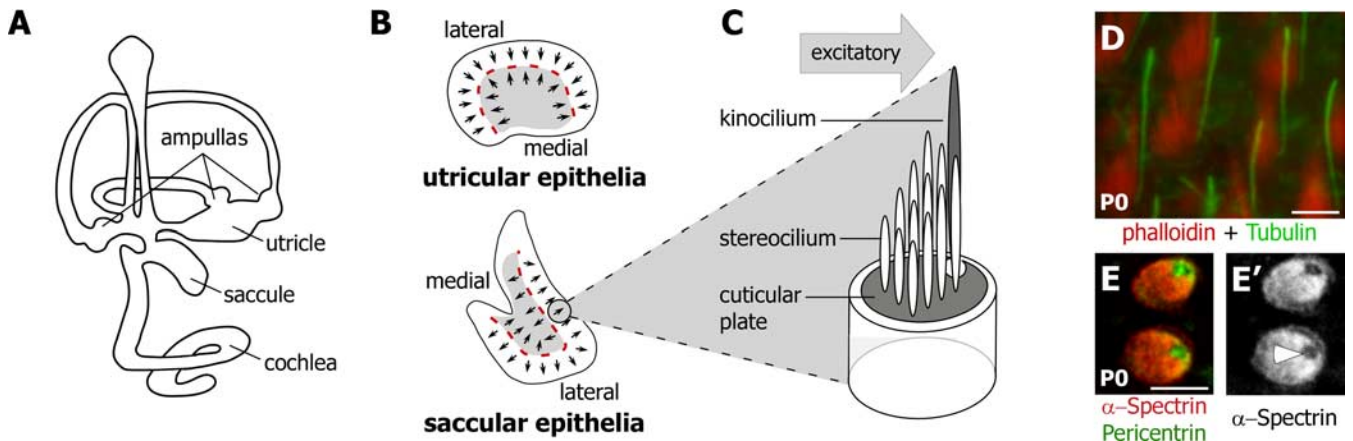 A
ampullas
utricle
saccule
cochlea
B
lateral
medial
utricular epithelia
medial
lateral
saccular epithelia
C
excitatory
kinocilium
stereocilium
cuticular
plate
D
P0
phalloidin + Tubulin
E
P0
α–Spectrin
Pericentrin
E'
α–Spectrin